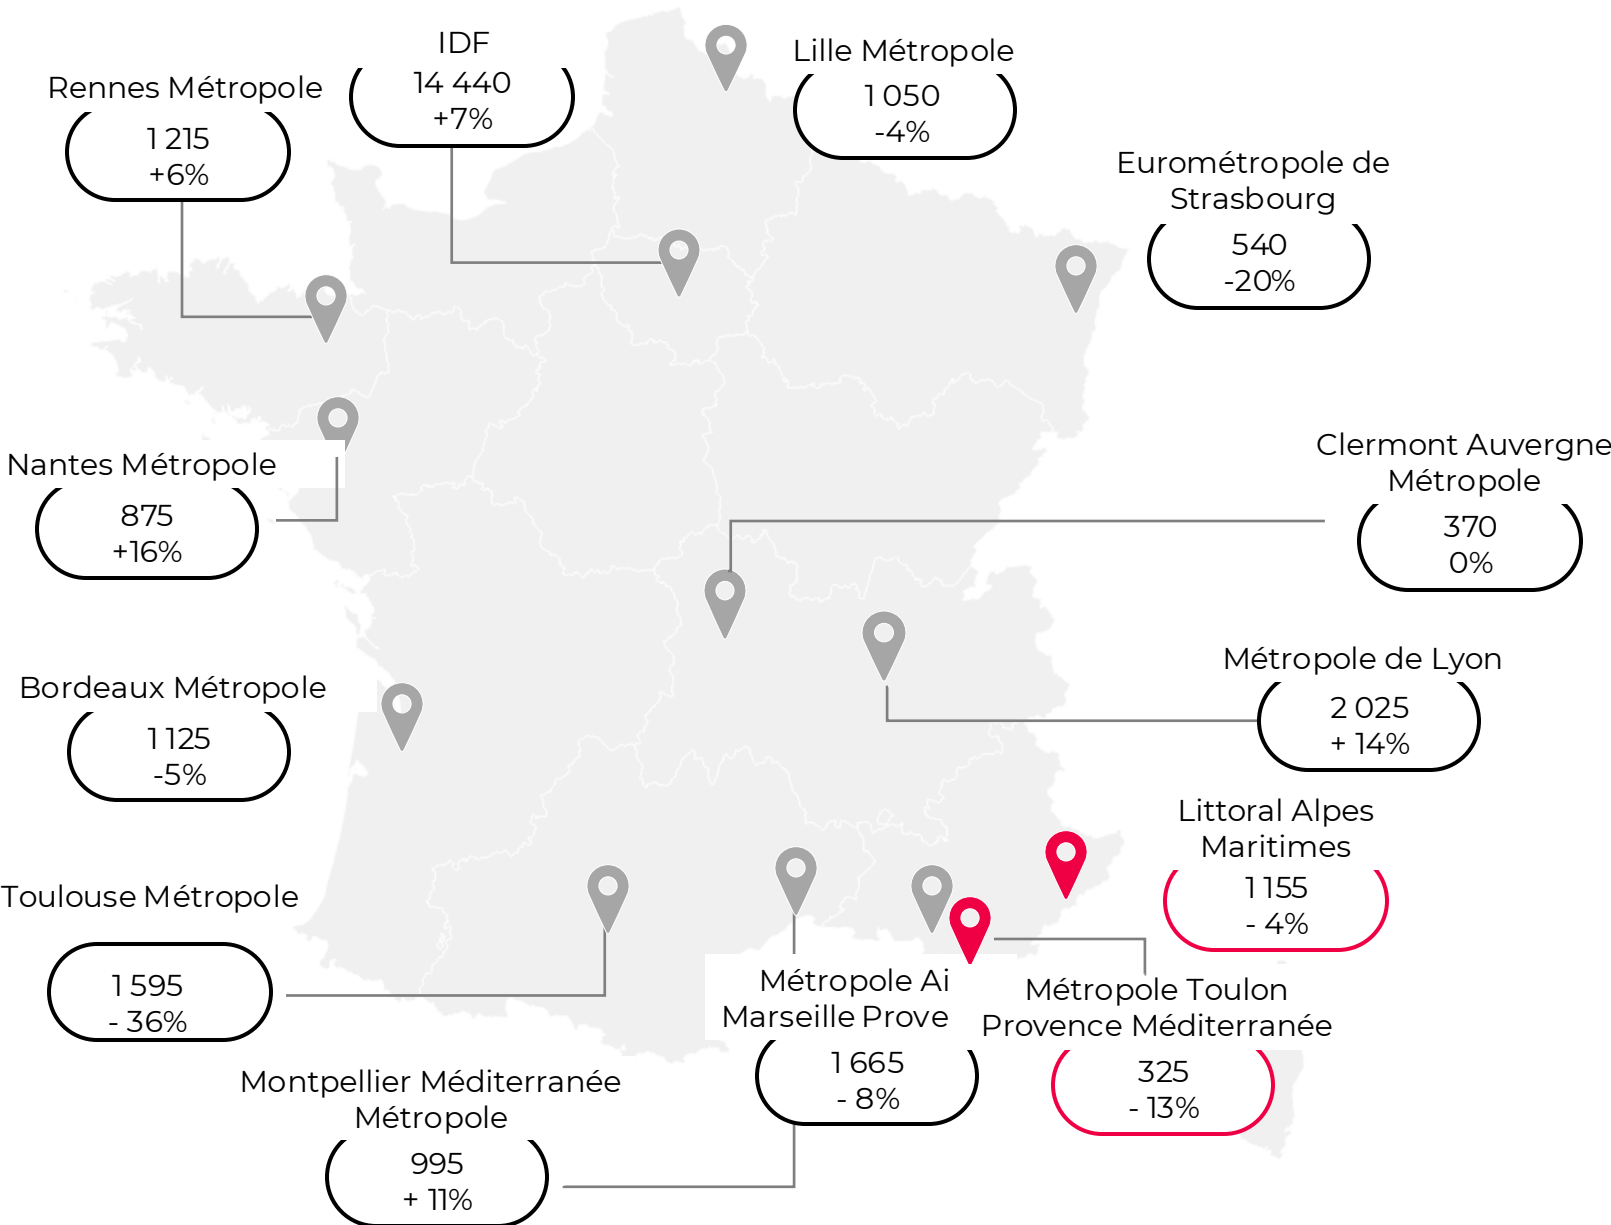 IDF
14 440
+7%
Lille Métropole
1 050
-4%
Rennes Métropole
1 215
+6%
Eurométropole de
Strasbourg
540
-20%
Nantes Métropole
875
+16%
Clermont Auvergne
Métropole
370
0%
Bordeaux Métropole
1 125
-5%
Métropole de Lyon
2 025
+ 14%
Littoral Alpes
Maritimes
1 155
- 4%
Toulouse Métropole
1 595
- 36%
Métropole Ai
Marseille Prove
1 665
- 8%
Métropole Toulon
Provence Méditerranée
325
- 13%
Montpellier Méditerranée
Métropole
995
+ 11%